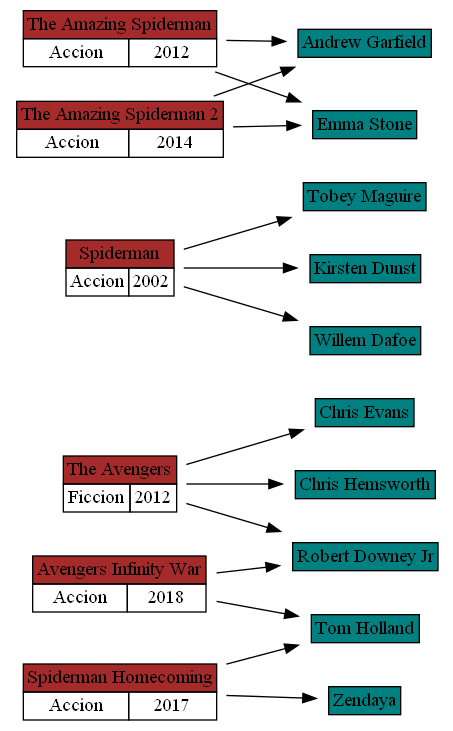 The Amazing Spiderman
Accion 2012
Andrew Garfield
The Amazing Spiderman 2
Accion 2014
Emma Stone
Tobey Maguire
Spiderman
Accion 2002
Kirsten Dunst
Willem Dafoe
Chris Evans
The Avengers
Ficcion 2012
Chris Hemsworth
Robert Downey Jr
Avengers Infinity War
Accion 2018
Tom Holland
Spiderman Homecoming
Accion 2017
Zendaya